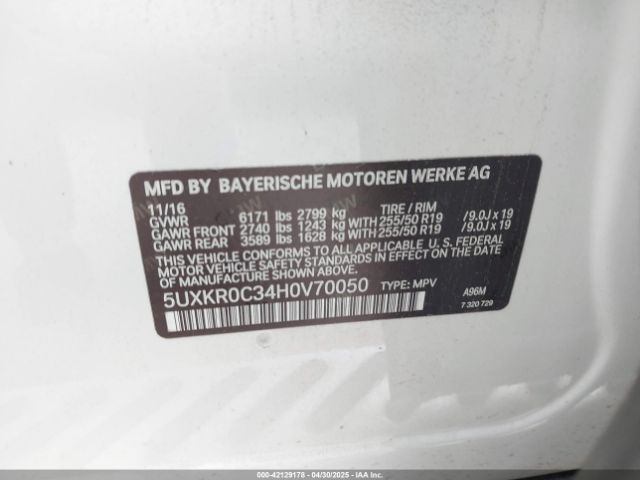 MFD BY BAYERISCHE MOTOREN WERKE AG
11/16 TIRE / RIM
GVWR 6171 lbs 2799 kg
GAWR FRONT 2740 lbs 1243 kg WITH 255/50 R19 /9.0J x 19
GAWR REAR 3589 lbs 1628 kg WITH 255/50 R19 /9.0J x 19
THIS VEHICLE CONFORMS TO ALL APPLICABLE U.S. FEDERAL
MOTOR VEHICLE SAFETY STANDARDS IN EFFECT ON THE
DATE OF MANUFACTURE SHOWN ABOVE.
5UXKR0C34H0V70050 TYPE: MPV A96M
7 320 729
000-42129178 - 04/30/2025 - IAAI COPYRIGHT